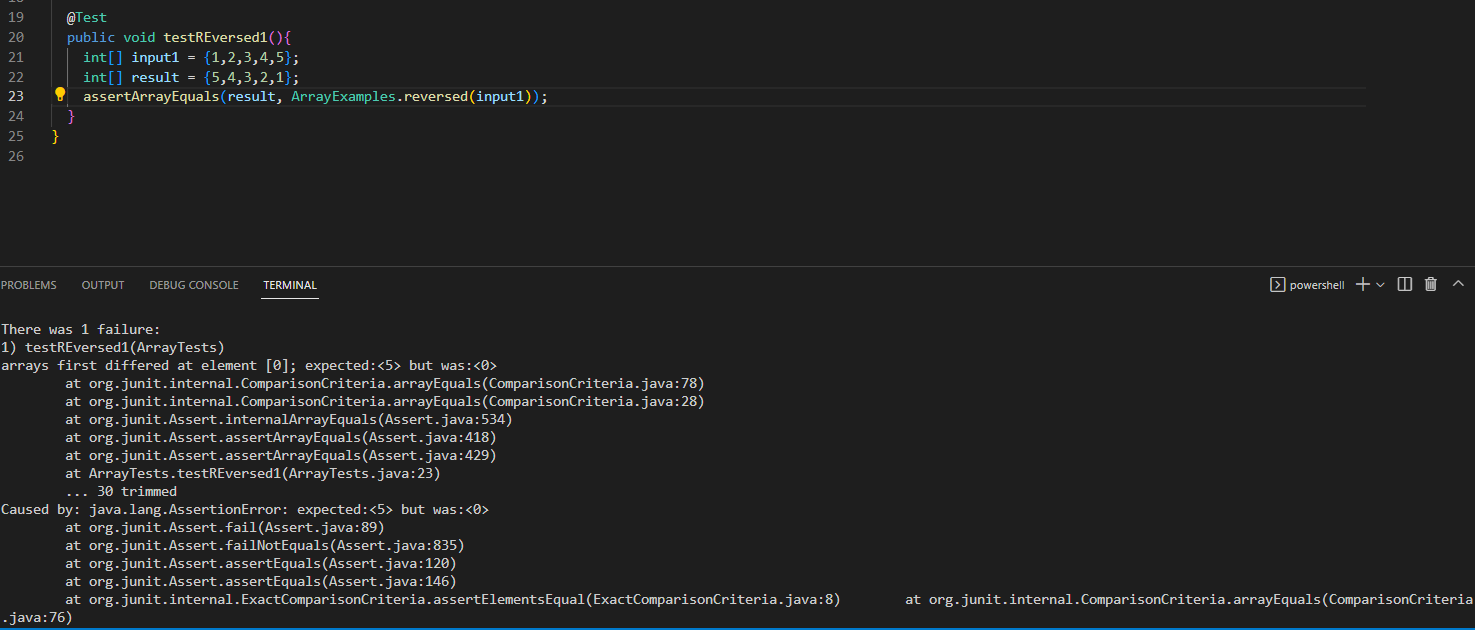 19 @Test
20 public void testREversed1(){
21 int[] input1 = {1,2,3,4,5};
22 int[] result = {5,4,3,2,1};
23 assertArrayEquals(result, ArrayExamples.reversed(input1));
24 }
25 }
26
PROBLEMS OUTPUT DEBUG CONSOLE TERMINAL powershell
There was 1 failure:
1) testREversed1(ArrayTests)
arrays first differed at element [0]; expected:<5> but was:<0>
at org.junit.internal.ComparisonCriteria.arrayEquals(ComparisonCriteria.java:78)
at org.junit.internal.ComparisonCriteria.arrayEquals(ComparisonCriteria.java:28)
at org.junit.Assert.internalArrayEquals(Assert.java:534)
at org.junit.Assert.assertArrayEquals(Assert.java:418)
at org.junit.Assert.assertArrayEquals(Assert.java:429)
at ArrayTests.testREversed1(ArrayTests.java:23)
... 30 trimmed
Caused by: java.lang.AssertionError: expected:<5> but was:<0>
at org.junit.Assert.fail(Assert.java:89)
at org.junit.Assert.failNotEquals(Assert.java:835)
at org.junit.Assert.assertEquals(Assert.java:120)
at org.junit.Assert.assertEquals(Assert.java:146)
at org.junit.internal.ExactComparisonCriteria.assertElementsEqual(ExactComparisonCriteria.java:8) at org.junit.internal.ComparisonCriteria.arrayEquals(ComparisonCriteria
.java:76)